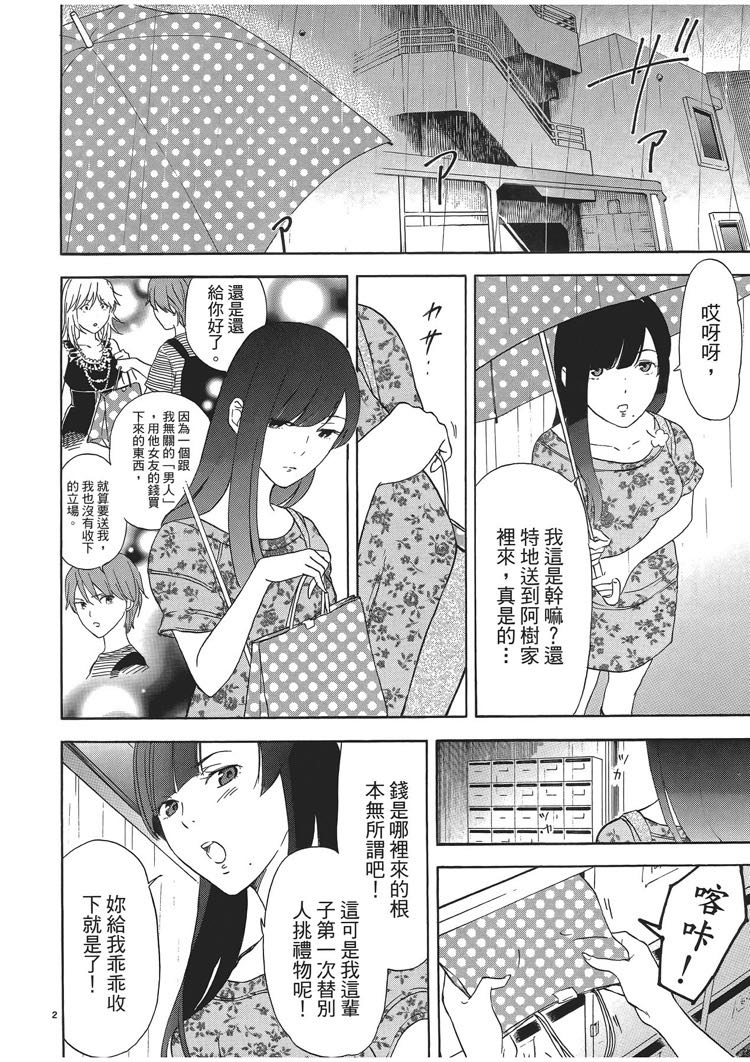 ザァァァ
哎呀呀，
我這是幹嘛？還
特地送到阿樹家
裡來，真是的…
カサ…
還是還
給你好了。
因為一個跟
我無關的「男人」
，用他女友的錢買
下來的東西，
就算要送我，
我也沒有收下
的立場。
ツ
ツ
喀
咔！
錢是哪裡來的根
本無所謂吧！
這可是我這輩
子第一次替別
人挑禮物呢！
妳給我乖乖收
下就是了！
2